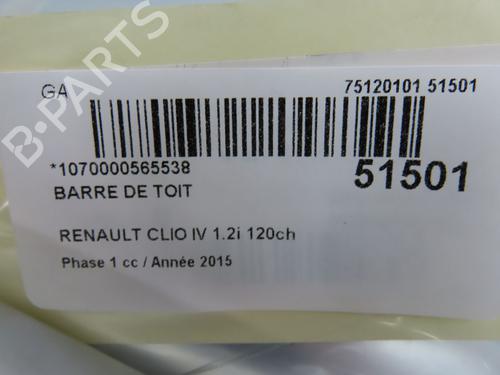 GA 75120101 51501
*1070000565538 51501
BARRE DE TOIT
RENAULT CLIO IV 1.2i 120ch
Phase 1 cc / Année 2015
B-PARTS